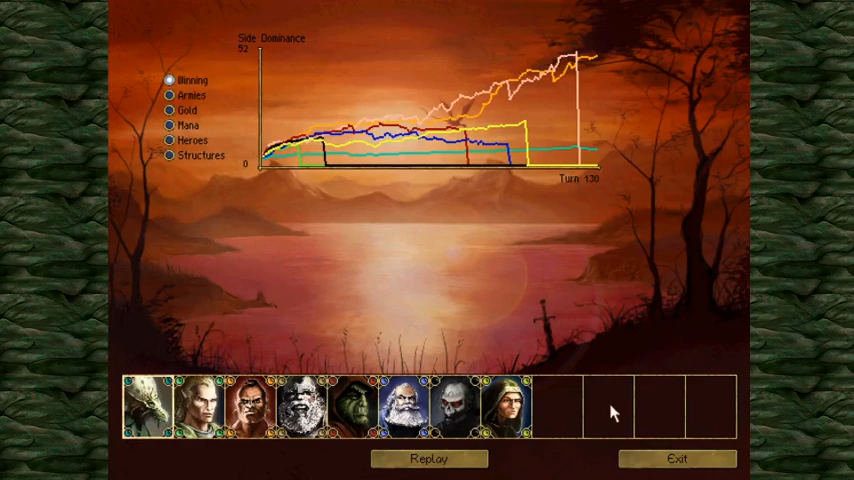 Side Dominance
52
Winning
Armies
Gold
Mana
Heroes
Structures
0
Turn 130
Replay
Exit